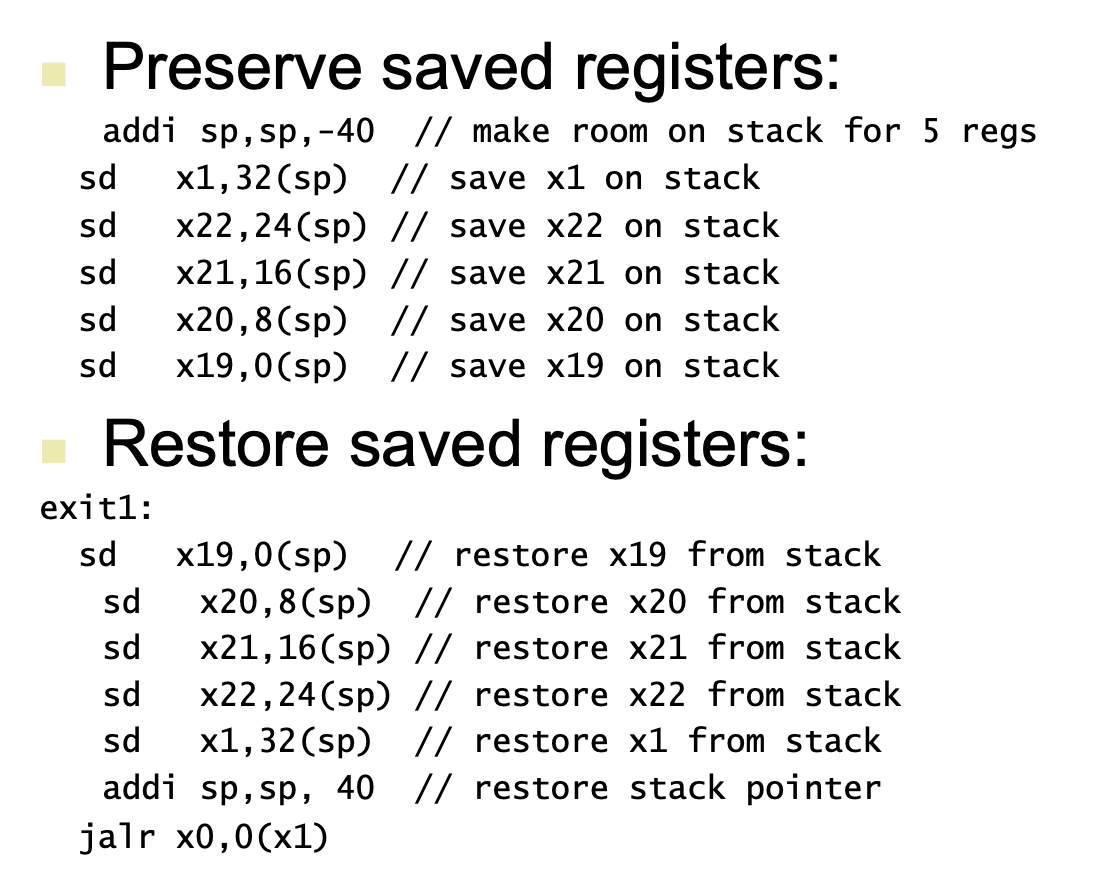 Preserve saved registers:
addi sp,sp,-40 // make room on stack for 5 regs
sd x1,32(sp) // save x1 on stack
sd x22,24(sp) // save x22 on stack
sd x21,16(sp) // save x21 on stack
sd x20,8(sp) // save x20 on stack
sd x19,0(sp) // save x19 on stack
Restore saved registers:
exit1:
sd x19,0(sp) // restore x19 from stack
sd x20,8(sp) // restore x20 from stack
sd x21,16(sp) // restore x21 from stack
sd x22,24(sp) // restore x22 from stack
sd x1,32(sp) // restore x1 from stack
addi sp,sp, 40 // restore stack pointer
jalr x0,0(x1)